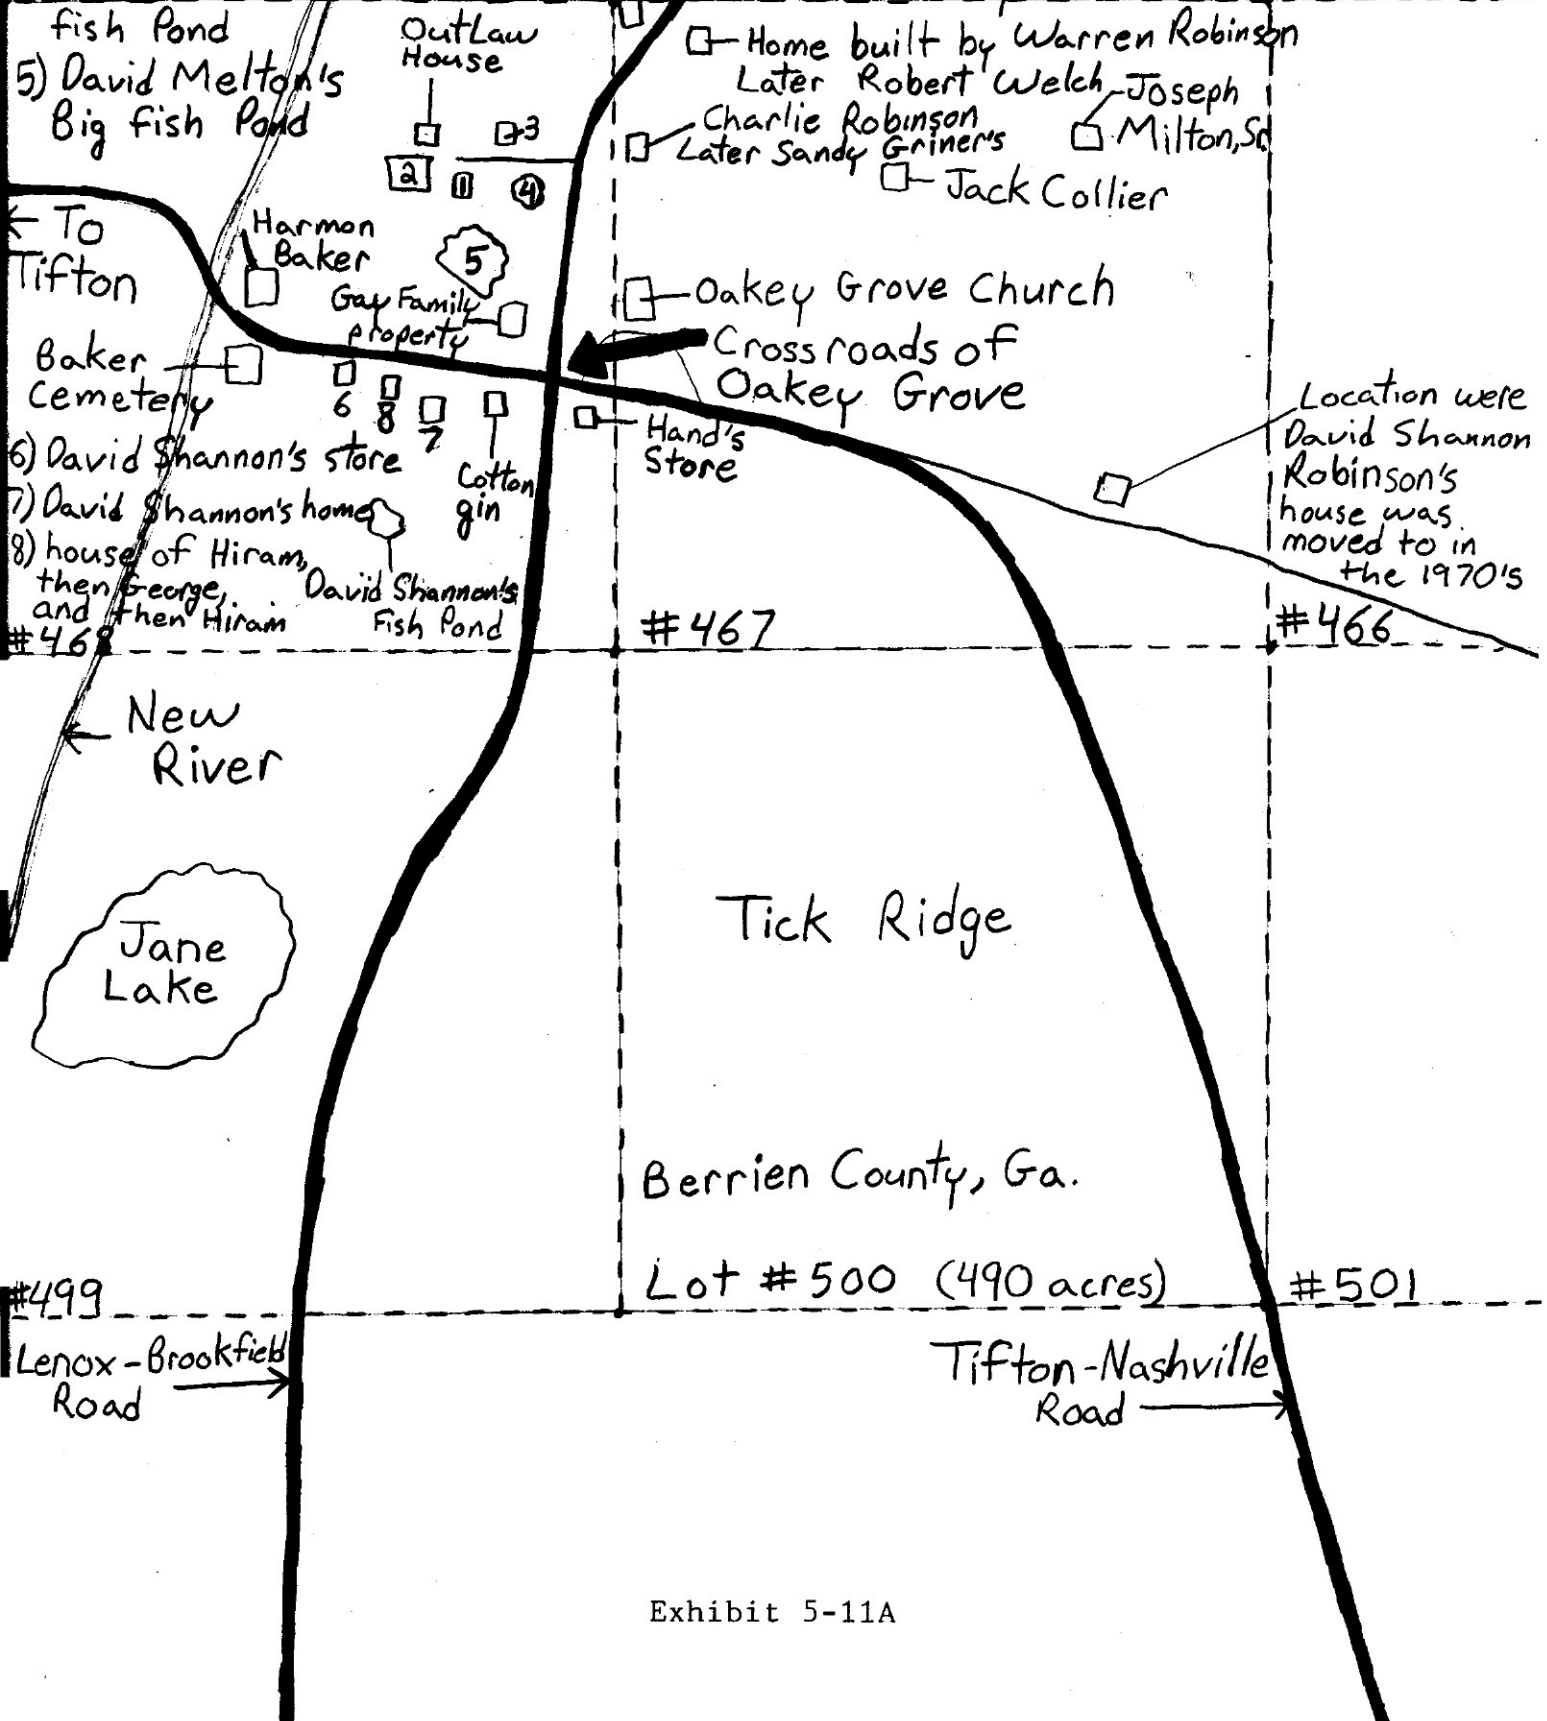 fish Pond
5) David Melton's
Big fish Pond
OutLaw
House
3
2
1
4
Home built by Warren Robinson
Later Robert Welch
Joseph
Milton, Sr
Charlie Robinson
Later Sandy Griner's
Jack Collier
← To
Tifton
Harmon
Baker
5
Gay Family
property
Oakey Grove Church
Crossroads of
Oakey Grove
Baker
Cemetery
6
8
7
Cotton
gin
Hand's
Store
Location were
David Shannon
Robinson's
house was
moved to in
the 1970's
6) David Shannon's store
7) David Shannon's home
8) house of Hiram,
then George,
and then Hiram
David Shannon's
Fish Pond
#468
#467
#466
New
River
Jane
Lake
Tick Ridge
Berrien County, Ga.
#499
Lot #500 (490 acres)
#501
Lenox-Brookfield
Road
Tifton-Nashville
Road
Exhibit 5-11A